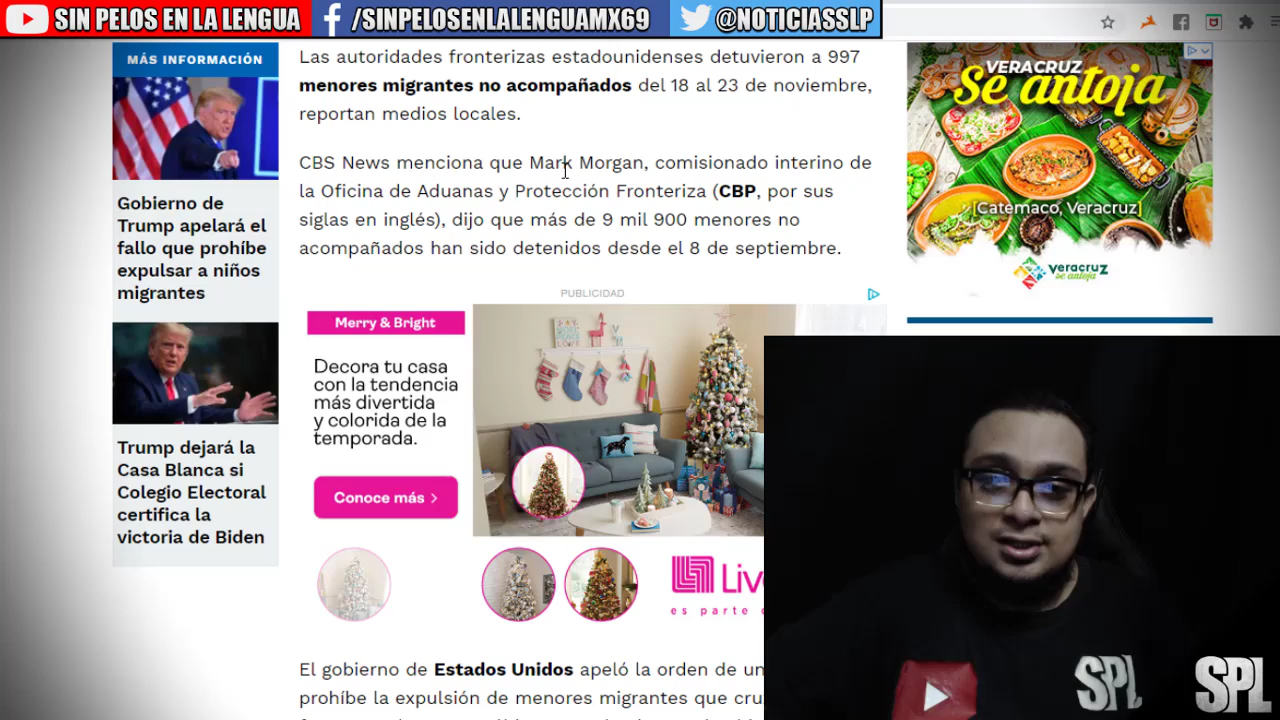 SIN PELOS EN LA LENGUA
/SINPELOSENLALENGUAMX69
@NOTICIASSLP
MÁS INFORMACIÓN
Gobierno de
Trump apelará el
fallo que prohíbe
expulsar a niños
migrantes
Trump dejará la
Casa Blanca si
Colegio Electoral
certifica la
victoria de Biden
Las autoridades fronterizas estadounidenses detuvieron a 997
menores migrantes no acompañados del 18 al 23 de noviembre,
reportan medios locales.
CBS News menciona que Mark Morgan, comisionado interino de
la Oficina de Aduanas y Protección Fronteriza (CBP, por sus
siglas en inglés), dijo que más de 9 mil 900 menores no
acompañados han sido detenidos desde el 8 de septiembre.
PUBLICIDAD
Merry & Bright
Decora tu casa
con la tendencia
más divertida
y colorida de la
temporada.
Conoce más >
Liv
es parte
El gobierno de Estados Unidos apeló la orden de un
prohíbe la expulsión de menores migrantes que cru
VERACRUZ
Se antoja
[Catemaco, Veracruz]
veracruz
se antoja
SPL
SPL